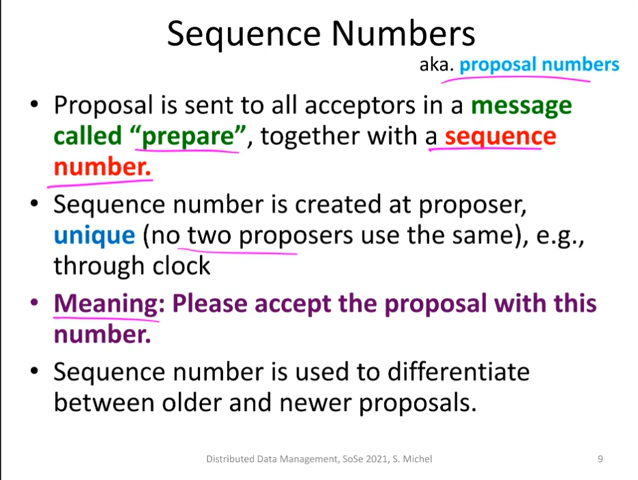 Sequence Numbers
aka. proposal numbers
• Proposal is sent to all acceptors in a message
called “prepare”, together with a sequence
number.
• Sequence number is created at proposer,
unique (no two proposers use the same), e.g.,
through clock
• Meaning: Please accept the proposal with this
number.
• Sequence number is used to differentiate
between older and newer proposals.
Distributed Data Management, SoSe 2021, S. Michel
9